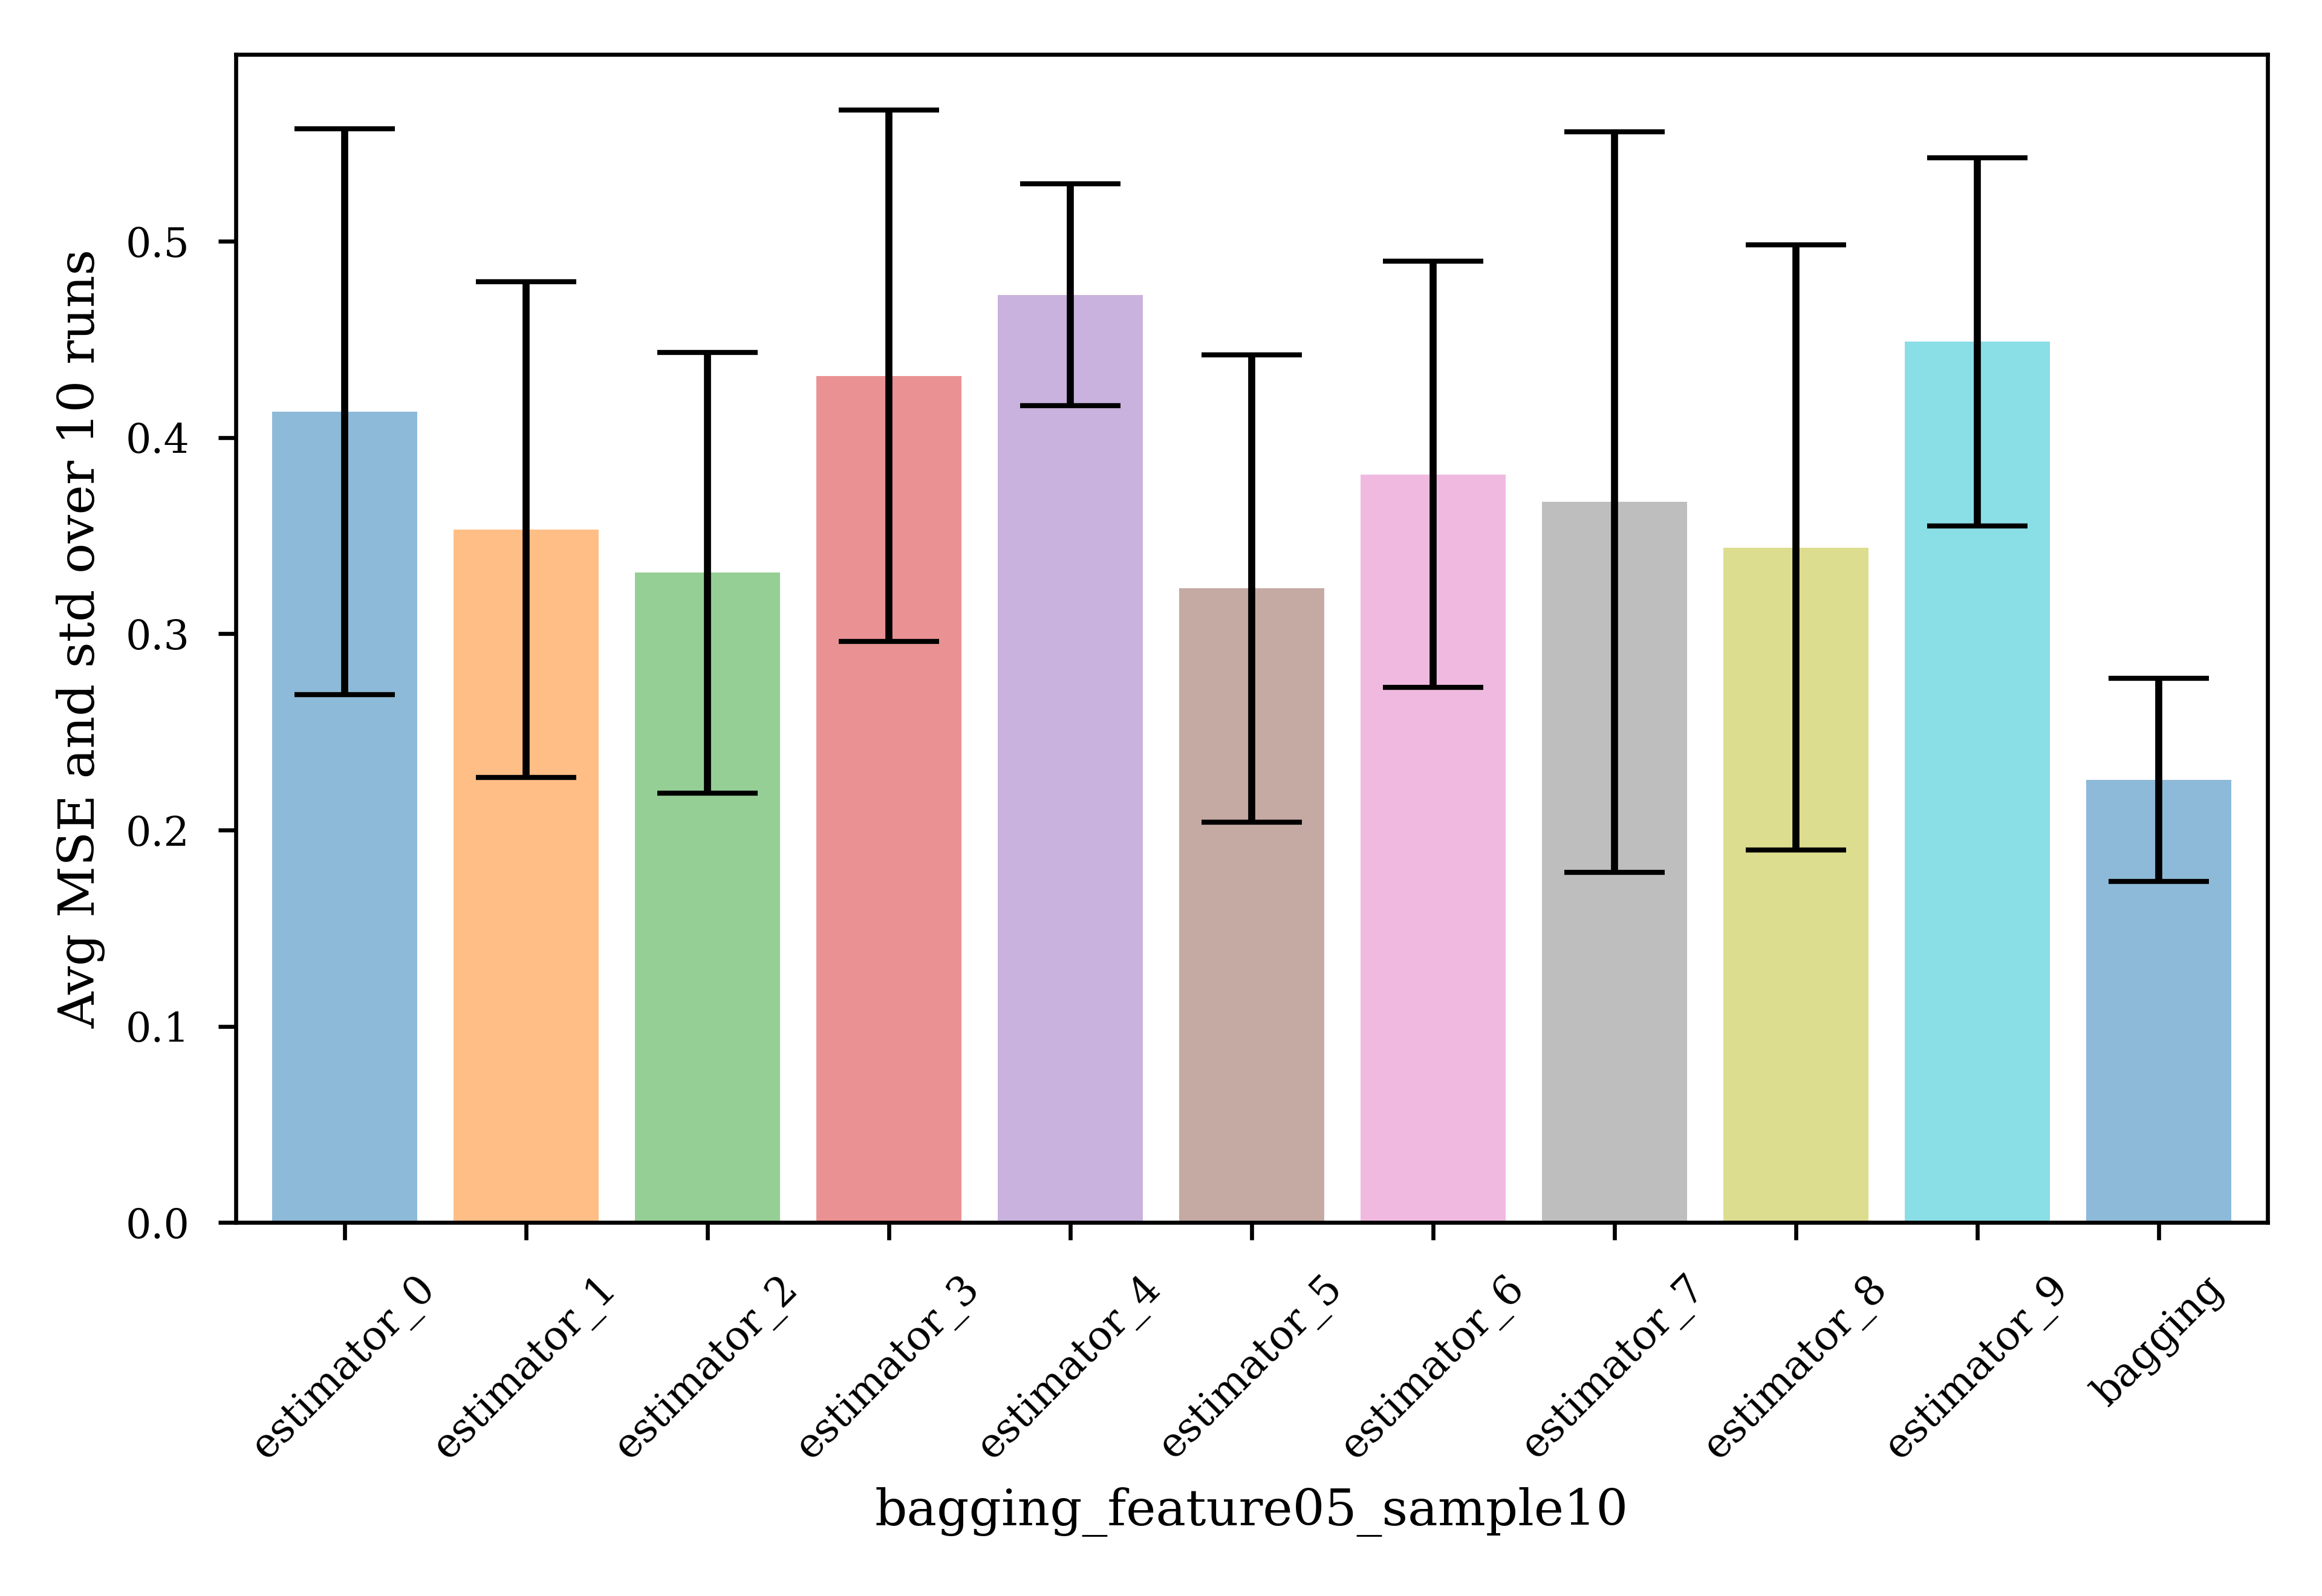 Avg MSE and std over 10 runs
0.5
0.4
0.3
0.2
0.1
0.0
estimator_0
estimator_1
estimator_2
estimator_3
estimator_4
estimator_5
estimator_6
estimator_7
estimator_8
estimator_9
bagging
bagging_feature05_sample10